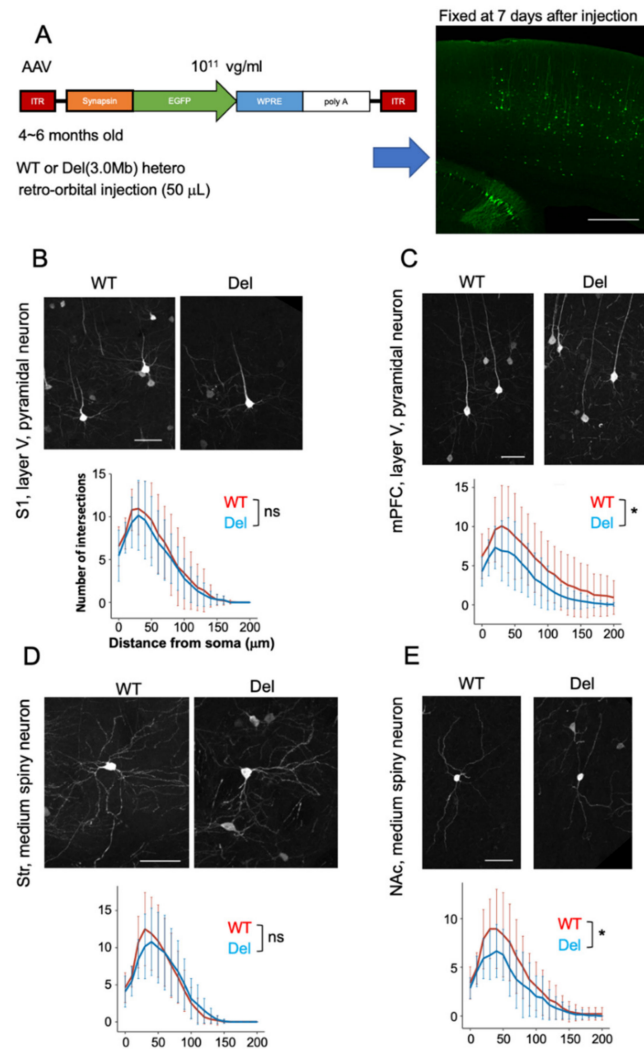 A
AAV
10¹¹ vg/ml
ITR
Synapsin
EGFP
WPRE
poly A
ITR
4~6 months old
WT or Del(3.0Mb) hetero
retro-orbital injection (50 μL)
Fixed at 7 days after injection
B
WT
Del
S1, layer V, pyramidal neuron
Number of intersections
15
10
5
0
WT
Del
ns
0
50
100
150
200
Distance from soma (μm)
C
WT
Del
mPFC, layer V, pyramidal neuron
15
10
5
0
WT
Del
*
0
50
100
150
200
D
WT
Del
Str, medium spiny neuron
15
10
5
0
WT
Del
ns
0
50
100
150
200
E
WT
Del
NAc, medium spiny neuron
15
10
5
0
WT
Del
*
0
50
100
150
200